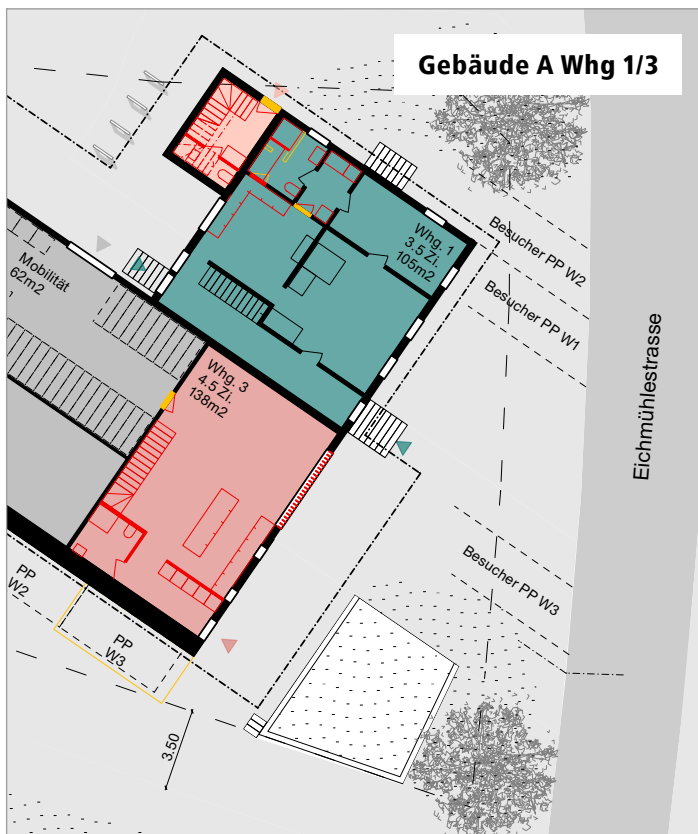 Gebäude A Whg 1/3
Besucher PP W2
Besucher PP W1
Whg. 1
3.5 Zi.
105m2
Mobilität
62m2
Eichmühlestrasse
Whg. 3
4.5 Zi.
138m2
Besucher PP W3
PP
W2
PP
W3
3.50